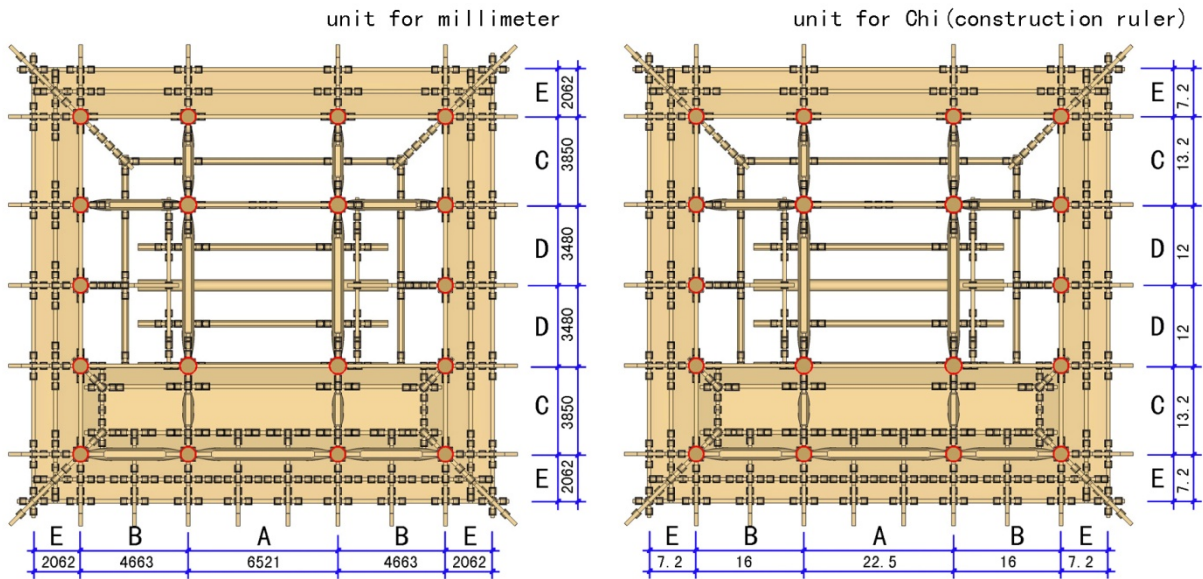 unit for millimeter
E
2062
C
3850
D
3480
D
3480
C
3850
E
2062
E
B
A
B
E
2062
4663
6521
4663
2062
unit for Chi(construction ruler)
E
7.2
C
13.2
D
12
D
12
C
13.2
E
7.2
E
B
A
B
E
7.2
16
22.5
16
7.2